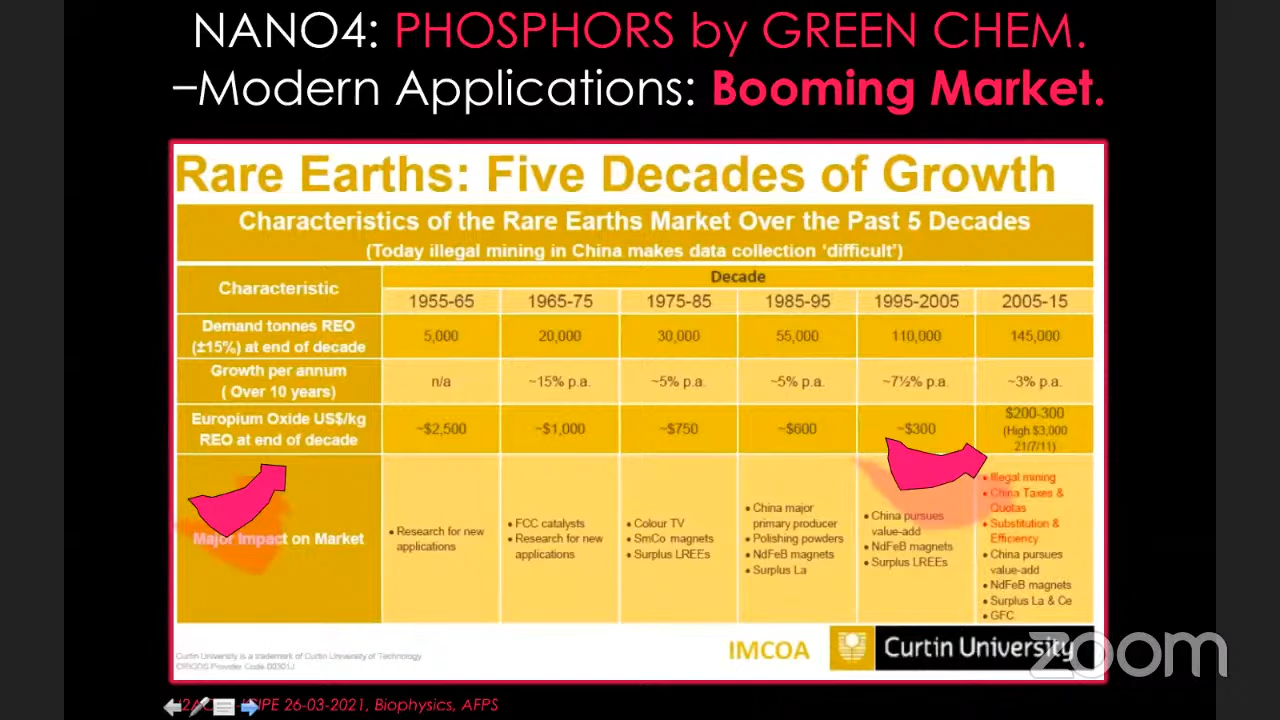 NANO4: PHOSPHORS by GREEN CHEM.
–Modern Applications: Booming Market.
Rare Earths: Five Decades of Growth
Characteristics of the Rare Earths Market Over the Past 5 Decades
(Today illegal mining in China makes data collection ‘difficult’)
Characteristic
Decade
1955-65 1965-75 1975-85 1985-95 1995-2005 2005-15
Demand tonnes REO
(±15%) at end of decade
5,000 20,000 30,000 55,000 110,000 145,000
Growth per annum
( Over 10 years)
n/a ~15% p.a. ~5% p.a. ~5% p.a. ~7½% p.a. ~3% p.a.
Europium Oxide US$/kg
REO at end of decade
~$2,500 ~$1,000 ~$750 ~$600 ~$300
$200-300
(High $3,000
21/7/11)
Major Impact on Market
• Research for new
applications
• FCC catalysts
• Research for new
applications
• Colour TV
• SmCo magnets
• Surplus LREEs
• China major
primary producer
• Polishing powders
• NdFeB magnets
• Surplus La
• China pursues
value-add
• NdFeB magnets
• Surplus LREEs
• Illegal mining
• China Taxes &
Quotas
• Substitution &
Efficiency
• China pursues
value-add
• NdFeB magnets
• Surplus La & Ce
• GFC
Curtin University is a trademark of Curtin University of Technology
CRICOS Provider Code 00301J
IMCOA
Curtin University
zoom
26-03-2021, Biophysics, AFPS